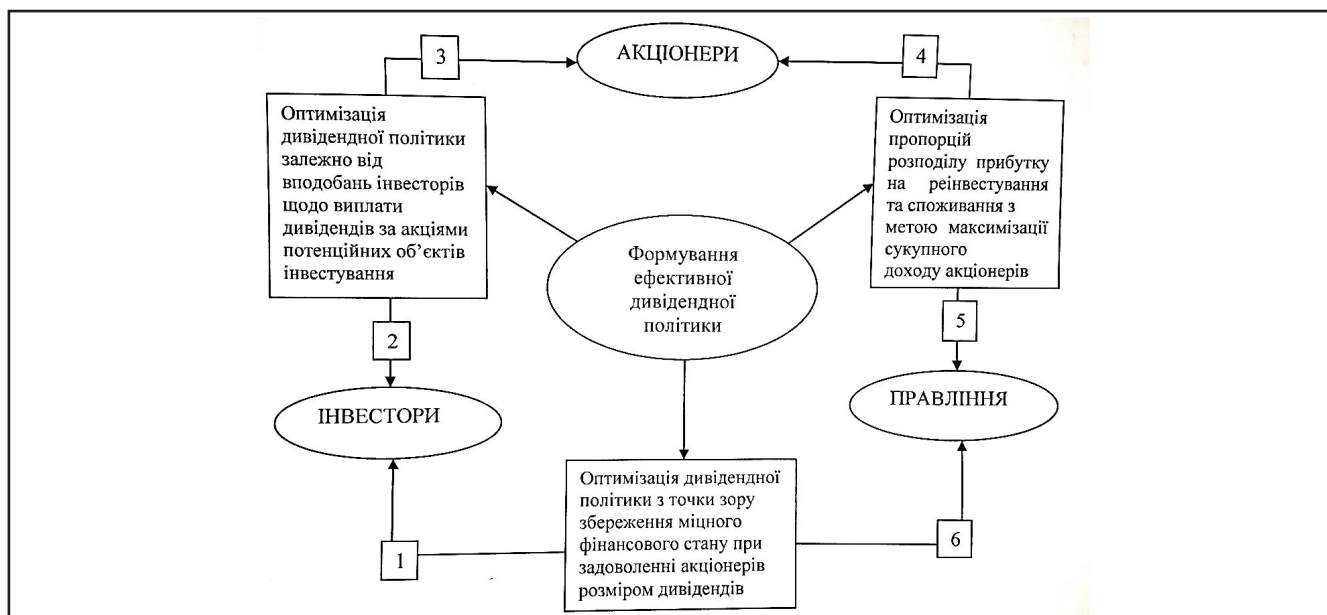 3
АКЦІОНЕРИ
4
Оптимізація
дивідендної політики
залежно від
вподобань інвесторів
щодо виплати
дивідендів за акціями
потенційних об’єктів
інвестування
Оптимізація
пропорцій
розподілу прибутку
на реінвестування
та споживання з
метою максимізації
сукупного
доходу акціонерів
Формування
ефективної
дивідендної
політики
2
5
ІНВЕСТОРИ
ПРАВЛІННЯ
Оптимізація дивідендної
політики з точки зору
збереження міцного
фінансового стану при
задоволенні акціонерів
розміром дивідендів
1
6